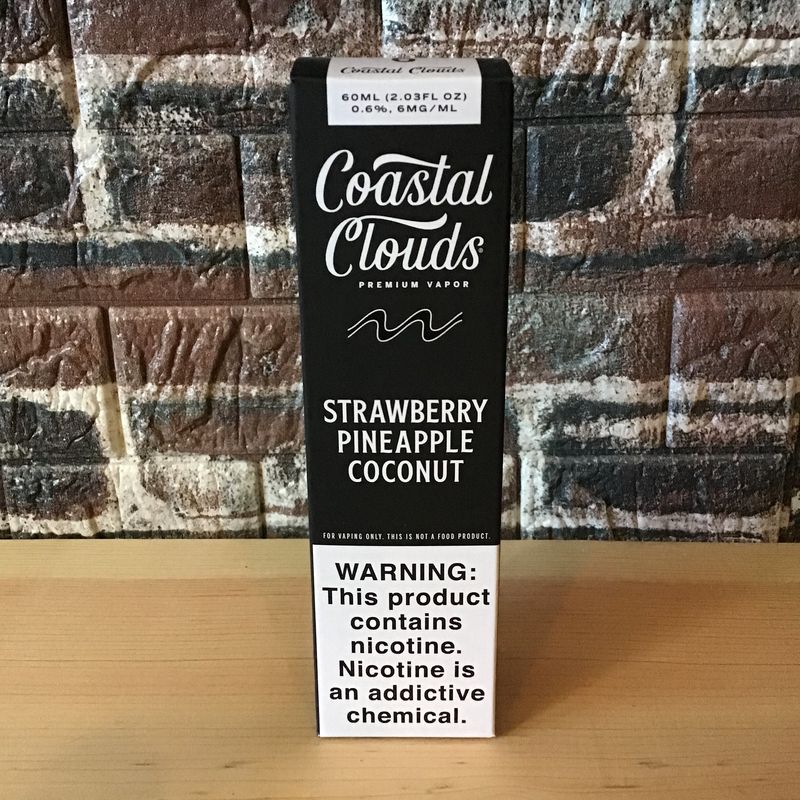 Coastal Clouds
60ML (2.03FL OZ)
0.6%, 6MG/ML
Coastal
Clouds
PREMIUM VAPOR
STRAWBERRY
PINEAPPLE
COCONUT
FOR VAPING ONLY. THIS IS NOT A FOOD PRODUCT.
WARNING:
This product
contains
nicotine.
Nicotine is
an addictive
chemical.